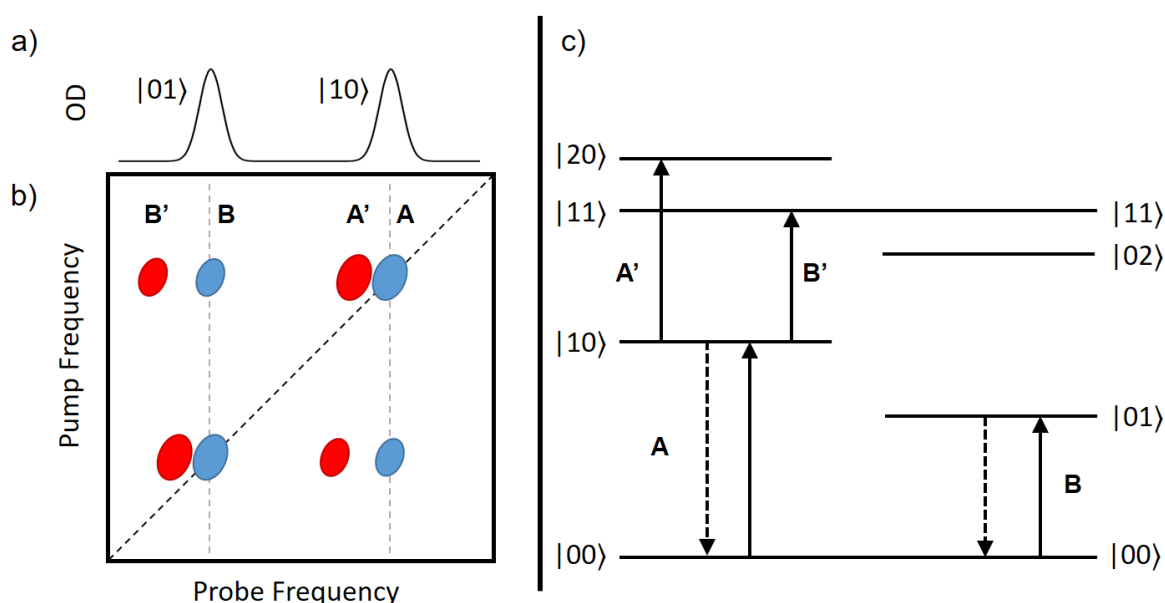 a)
OD
|01⟩
|10⟩
b)
B’ B A’ A
Pump Frequency
Probe Frequency
c)
|20⟩
|11⟩ |11⟩
|02⟩
A’ B’
|10⟩
|01⟩
A B
|00⟩ |00⟩